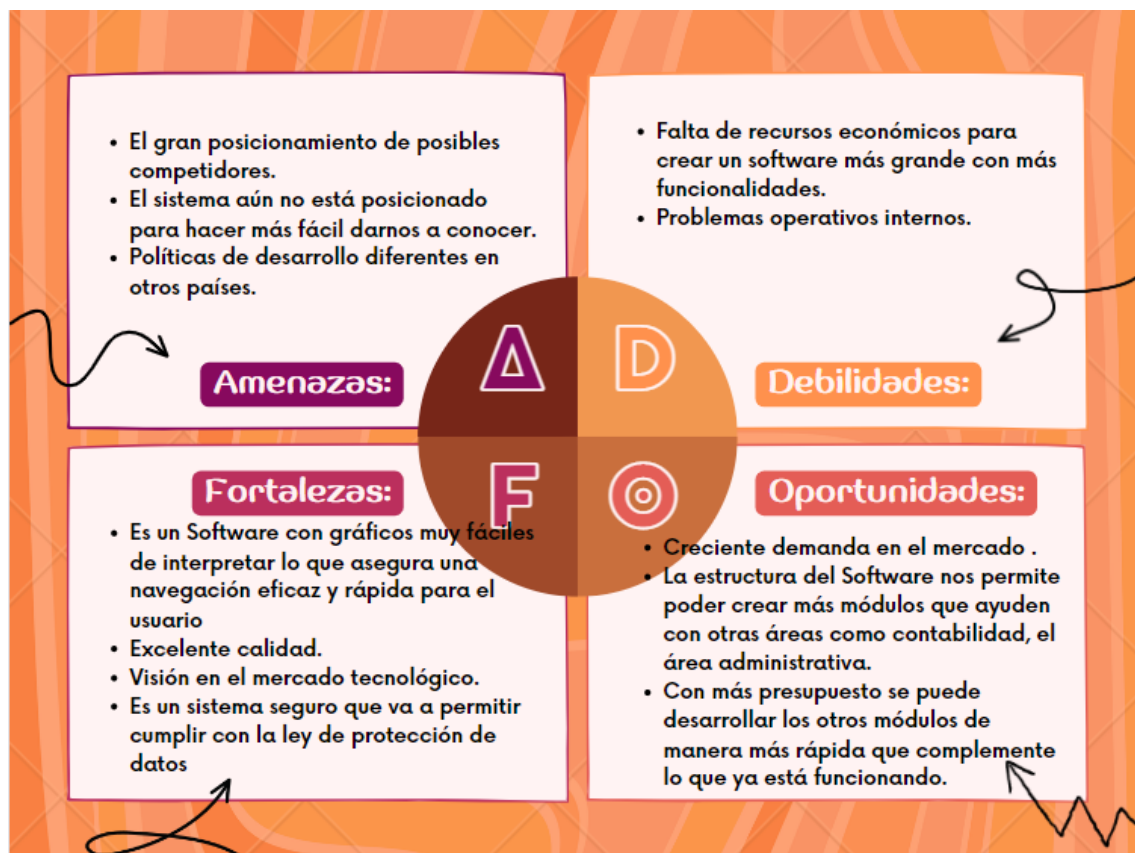 El gran posicionamiento de posibles
competidores.
El sistema aún no está posicionado
para hacer más fácil darnos a conocer.
Políticas de desarrollo diferentes en
otros países.
Amenazas:
Falta de recursos económicos para
crear un software más grande con más
funcionalidades.
Problemas operativos internos.
Debilidades:
A
D
F
O
Fortalezas:
Es un Software con gráficos muy fáciles
de interpretar lo que asegura una
navegación eficaz y rápida para el
usuario
Excelente calidad.
Visión en el mercado tecnológico.
Es un sistema seguro que va a permitir
cumplir con la ley de protección de
datos
Oportunidades:
Creciente demanda en el mercado .
La estructura del Software nos permite
poder crear más módulos que ayuden
con otras áreas como contabilidad, el
área administrativa.
Con más presupuesto se puede
desarrollar los otros módulos de
manera más rápida que complemente
lo que ya está funcionando.